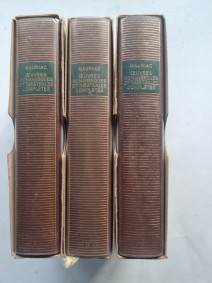 MAURIAC
ŒUVRES
ROMANESQUES
ET THÉÂTRALES
COMPLÈTES
MAURIAC
ŒUVRES
ROMANESQUES
ET THÉÂTRALES
COMPLÈTES
MAURIAC
ŒUVRES
ROMANESQUES
ET THÉÂTRALES
COMPLÈTES